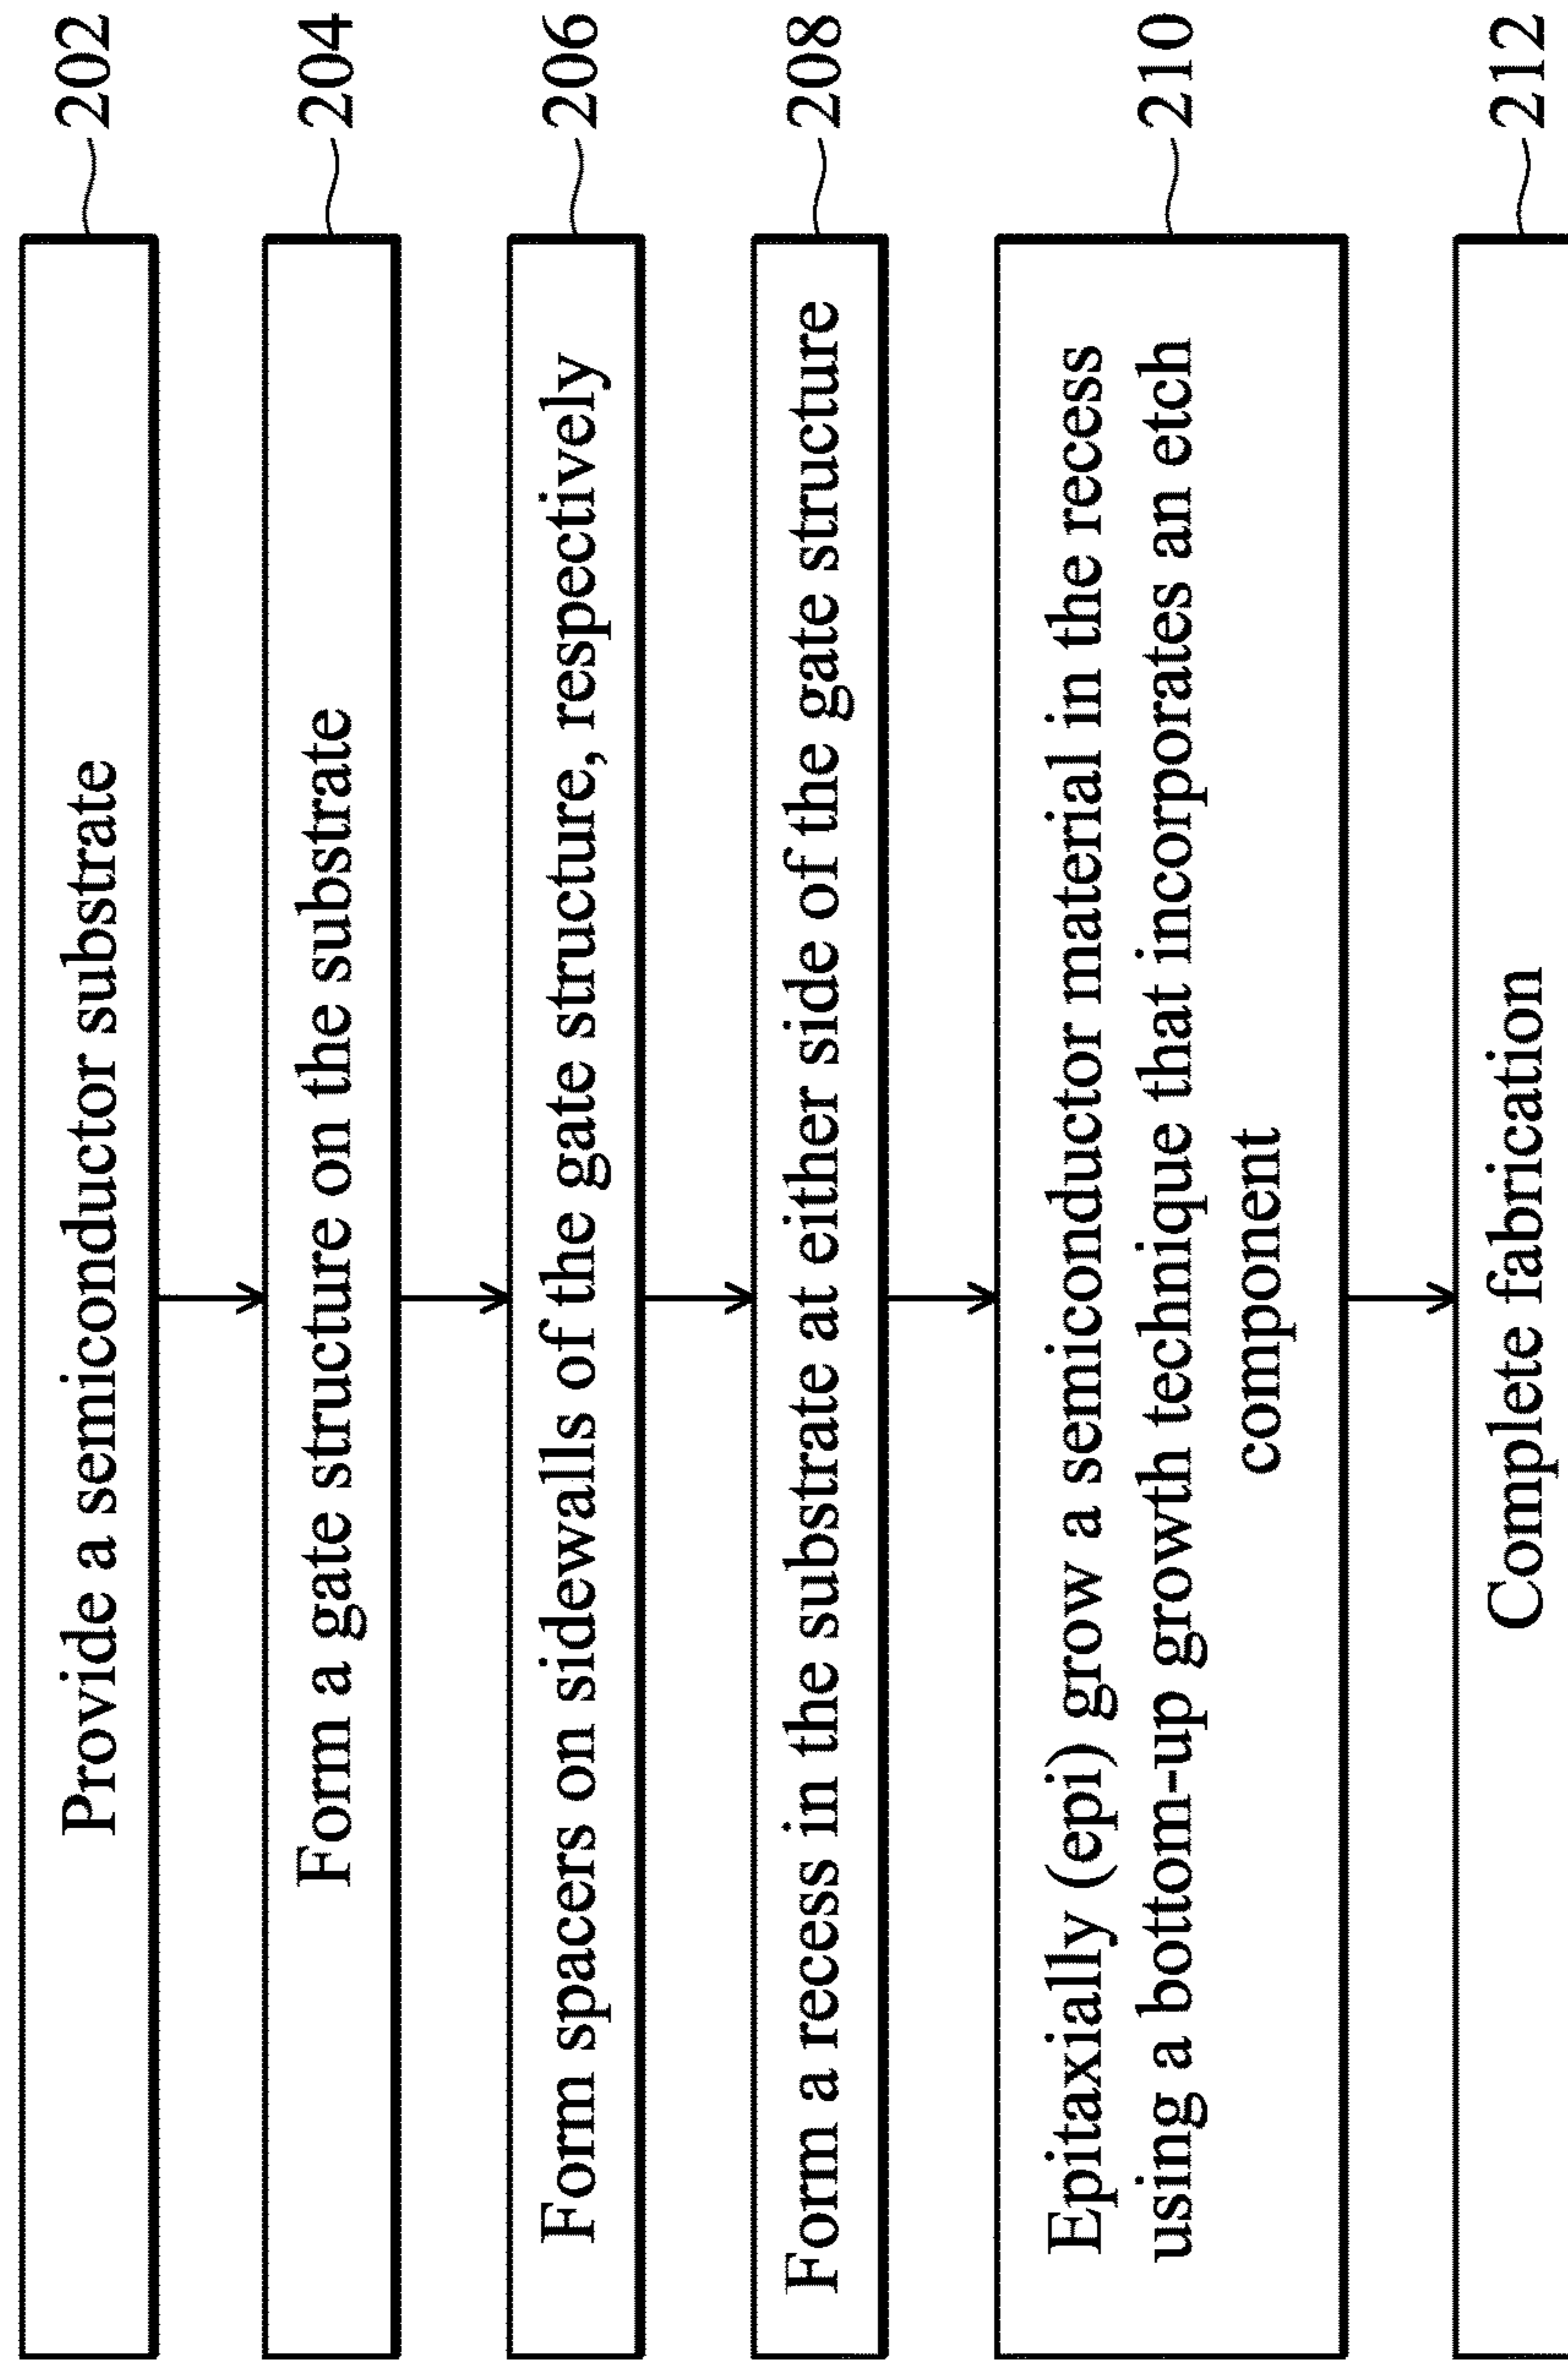 Provide a semiconductor substrate
202
Form a gate structure on the substrate
204
Form spacers on sidewalls of the gate structure, respectively
206
Form a recess in the substrate at either side of the gate structure
208
Epitaxially (epi) grow a semiconductor material in the recess
using a bottom-up growth technique that incorporates an etch
component
210
Complete fabrication
212